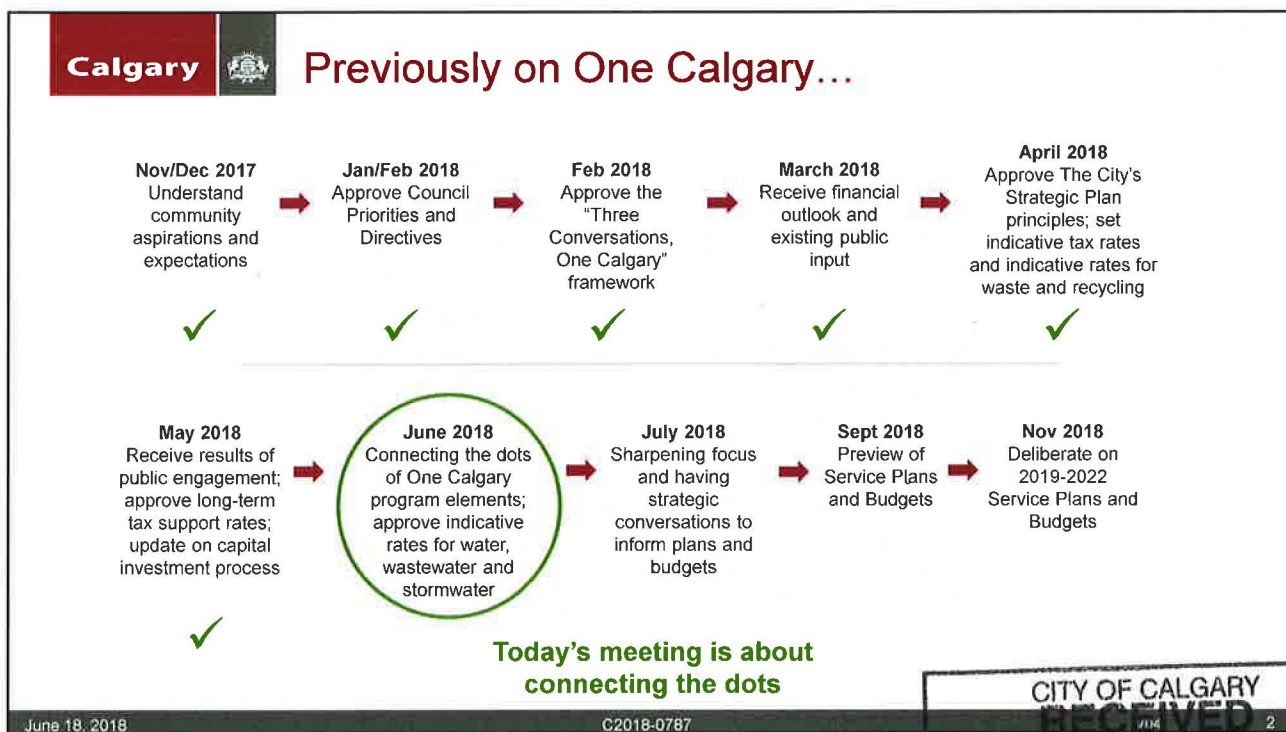 Calgary
Previously on One Calgary...
Nov/Dec 2017
Understand
community
aspirations and
expectations
Jan/Feb 2018
Approve Council
Priorities and
Directives
Feb 2018
Approve the
"Three
Conversations,
One Calgary"
framework
March 2018
Receive financial
outlook and
existing public
input
April 2018
Approve The City's
Strategic Plan
principles; set
indicative tax rates
and indicative rates for
waste and recycling
May 2018
Receive results of
public engagement;
approve long-term
tax support rates;
update on capital
investment process
June 2018
Connecting the dots
of One Calgary
program elements;
approve indicative
rates for water,
wastewater and
stormwater
July 2018
Sharpening focus
and having
strategic
conversations to
inform plans and
budgets
Sept 2018
Preview of
Service Plans
and Budgets
Nov 2018
Deliberate on
2019-2022
Service Plans and
Budgets
Today's meeting is about
connecting the dots
CITY OF CALGARY
RECEIVED
June 18, 2018
C2018-0787
V04
2